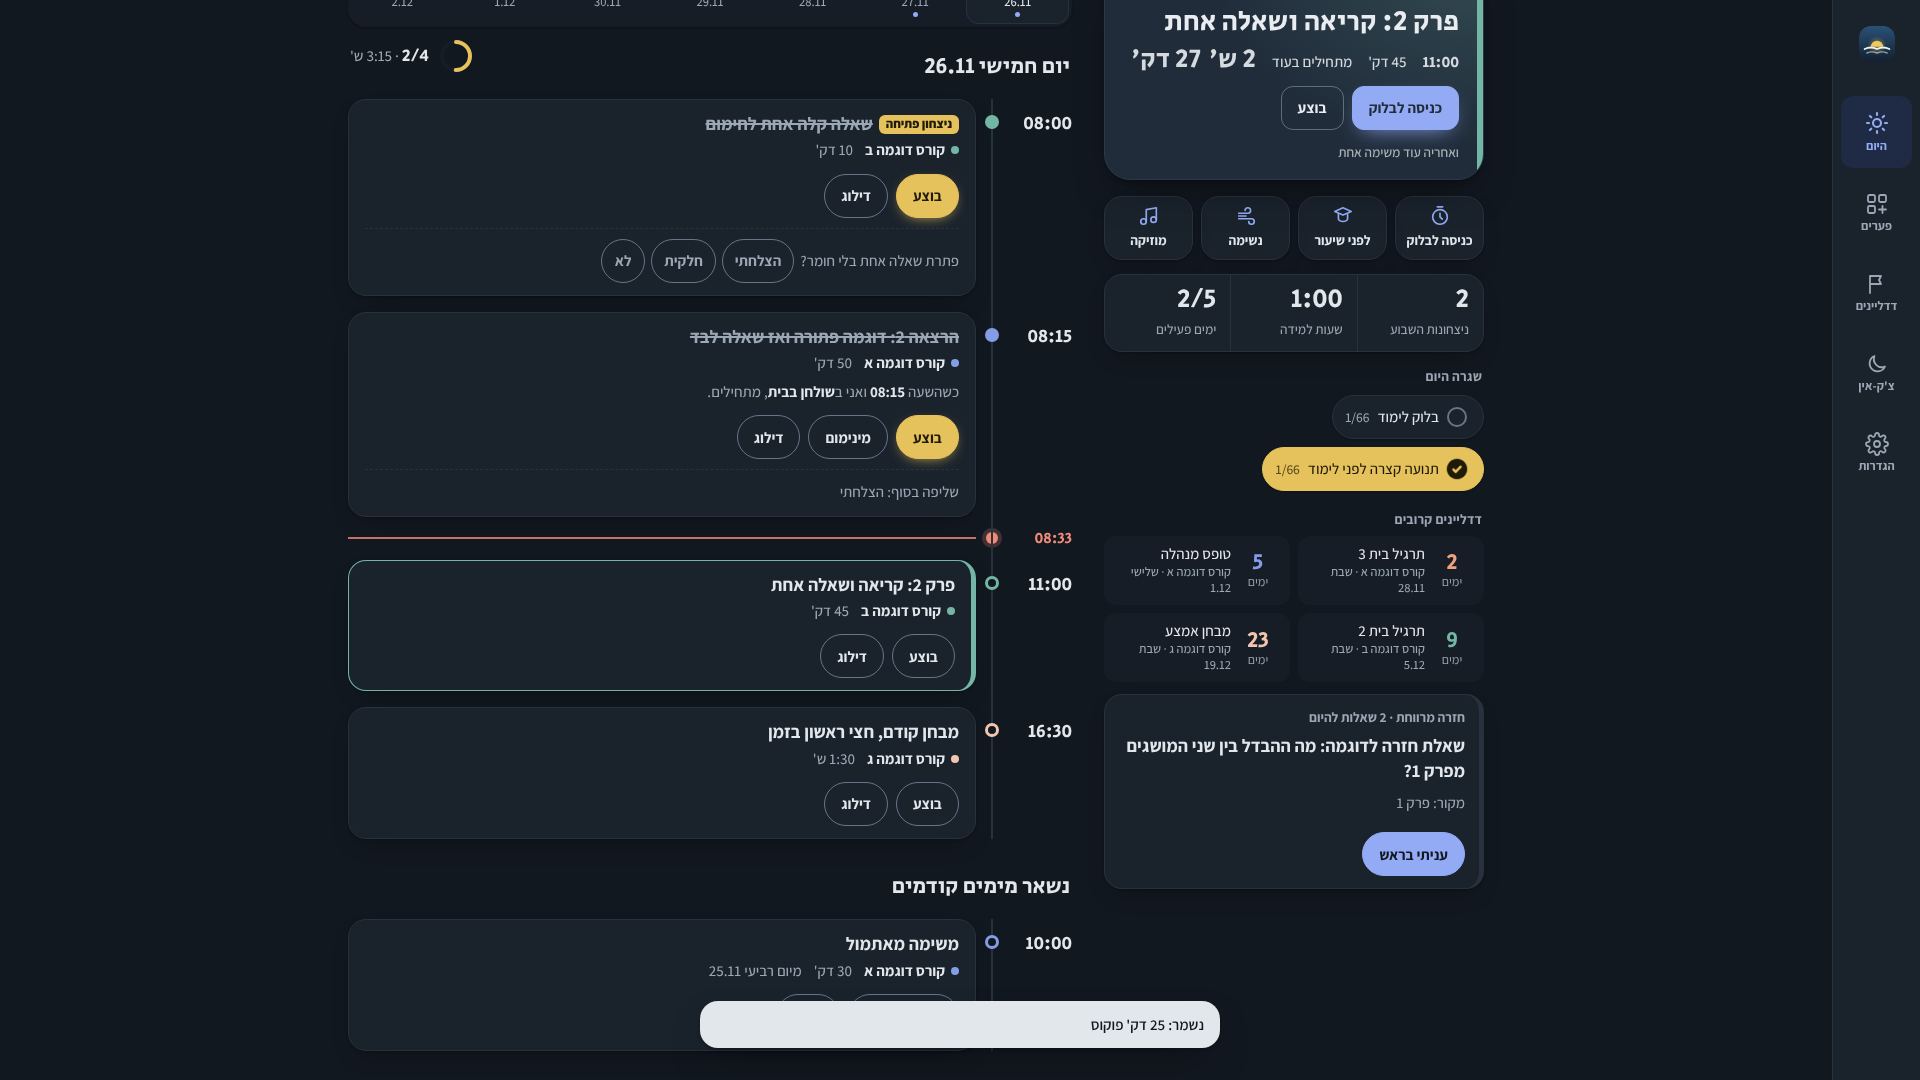 היום
פערים
דדליינים
צ'ק-אין
הגדרות
פרק 2: קריאה ושאלה אחת
11:00 45 דק' מתחילים בעוד 2 ש׳ 27 דק׳
כניסה לבלוק
בוצע
ואחריה עוד משימה אחת
כניסה לבלוק
לפני שיעור
נשימה
מוזיקה
2
ניצחונות השבוע
1:00
שעות למידה
2/5
ימים פעילים
שגרה היום
בלוק לימוד 1/66
תנועה קצרה לפני לימוד 1/66
דדליינים קרובים
2 ימים
תרגיל בית 3
קורס דוגמה א · שבת
28.11
5 ימים
טופס מנהלה
קורס דוגמה א · שלישי
1.12
9 ימים
תרגיל בית 2
קורס דוגמה ב · שבת
5.12
23 ימים
מבחן אמצע
קורס דוגמה ג · שבת
19.12
חזרה מרווחת · 2 שאלות להיום
שאלת חזרה לדוגמה: מה ההבדל בין שני המושגים
מפרק 1?
מקור: פרק 1
עניתי בראש
26.11 27.11 28.11 29.11 30.11 1.12 2.12
יום חמישי 26.11
2/4 · 3:15 ש'
08:00
ניצחון פתיחה שאלה קלה אחת לחימום
קורס דוגמה ב 10 דק'
בוצע
דילוג
פתרת שאלה אחת בלי חומר? הצלחתי חלקית לא
08:15
הרצאה 2: דוגמה פתורה ואז שאלה לבד
קורס דוגמה א 50 דק'
כשהשעה 08:15 ואני בשולחן בבית, מתחילים.
בוצע
מינימום
דילוג
שליפה בסוף: הצלחתי
08:33
11:00
פרק 2: קריאה ושאלה אחת
קורס דוגמה ב 45 דק'
בוצע
דילוג
16:30
מבחן קודם, חצי ראשון בזמן
קורס דוגמה ג 1:30 ש'
בוצע
דילוג
נשאר מימים קודמים
10:00
משימה מאתמול
קורס דוגמה א 30 דק' מיום רביעי 25.11
נשמר: 25 דק' פוקוס